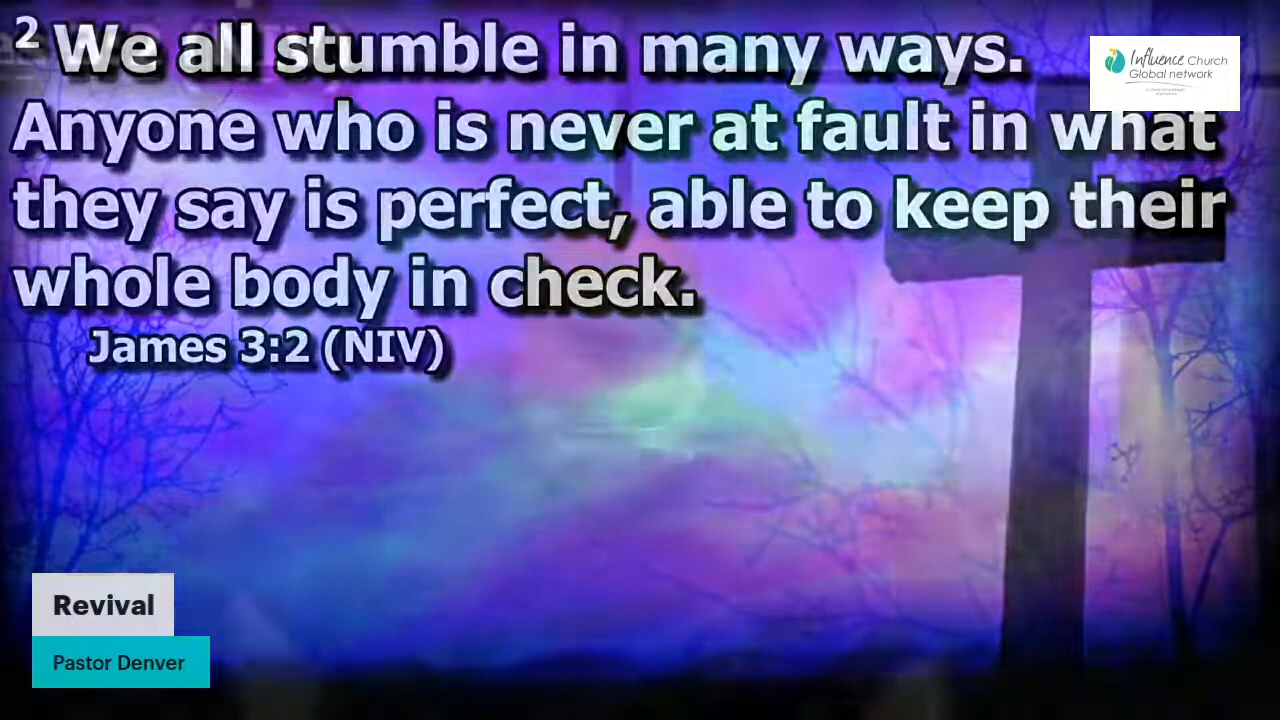 ² We all stumble in many ways.
Anyone who is never at fault in what
they say is perfect, able to keep their
whole body in check.
James 3:2 (NIV)
Influence Church
Global network
Revival
Pastor Denver